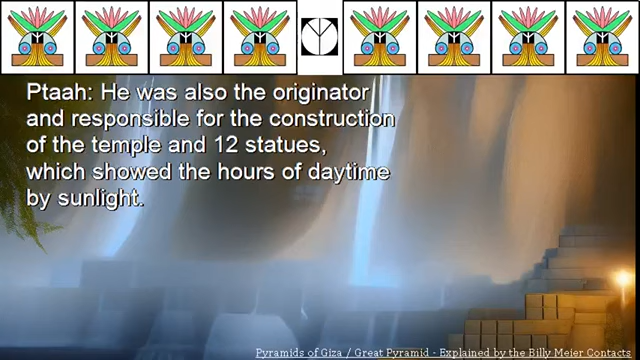 Ptaah: He was also the originator
and responsible for the construction
of the temple and 12 statues,
which showed the hours of daytime
by sunlight.
Pyramids of Giza / Great Pyramid - Explained by the Billy Meier Contacts